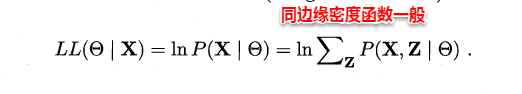 同边缘密度函数一般
LL(Θ | X) = ln P(X | Θ) = ln ∑_Z P(X, Z | Θ) .